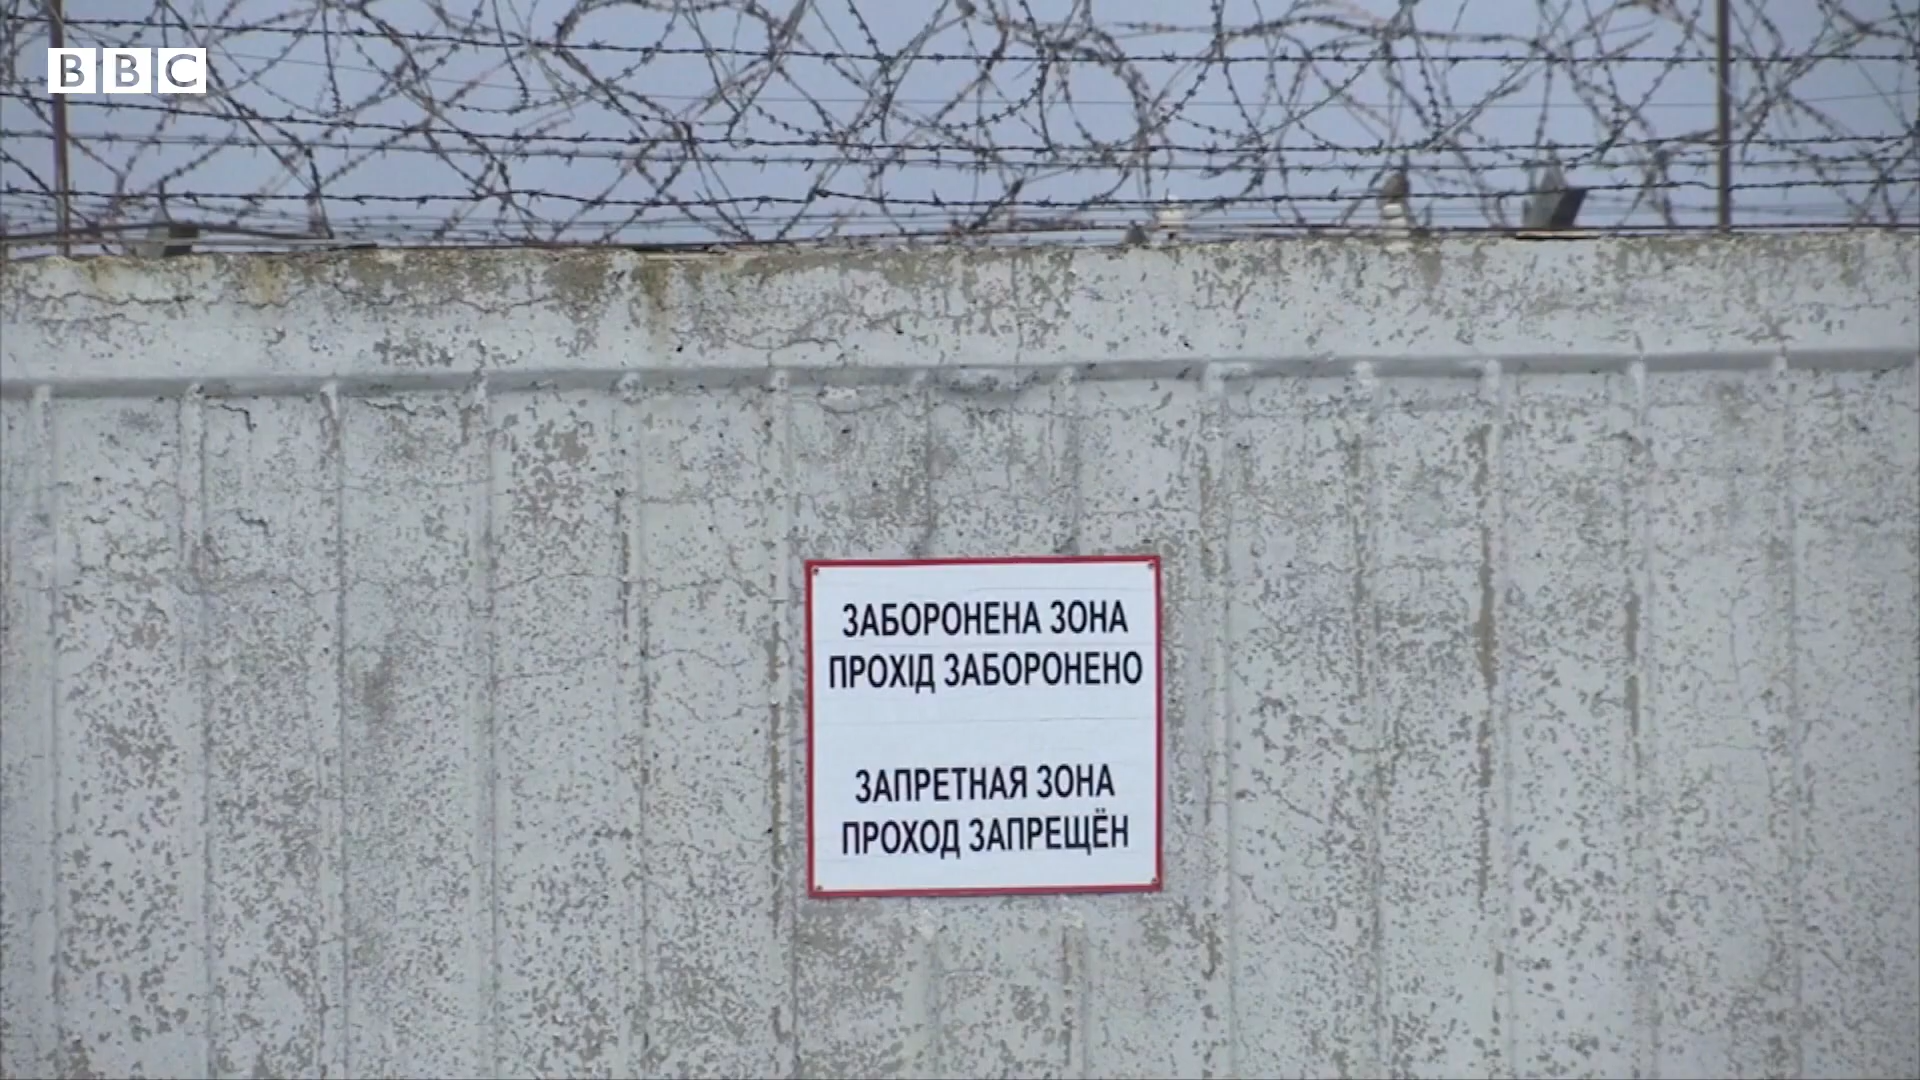 BBC
ЗАБОРОНЕНА ЗОНА
ПРОХІД ЗАБОРОНЕНО
ЗАПРЕТНАЯ ЗОНА
ПРОХОД ЗАПРЕЩЁН